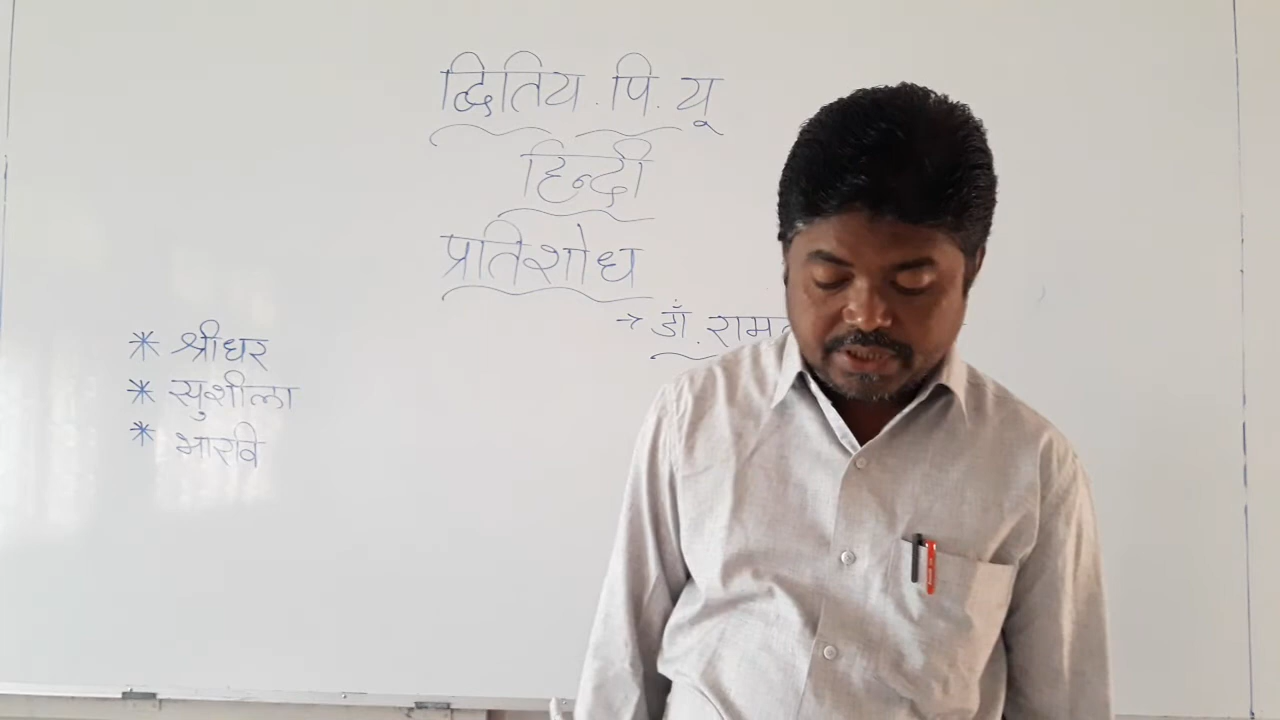 द्वितिय. पि. यू
हिन्दी
प्रतिशोध
→ डॉ. राम
* श्रीधर
* सुशीला
* भारवि